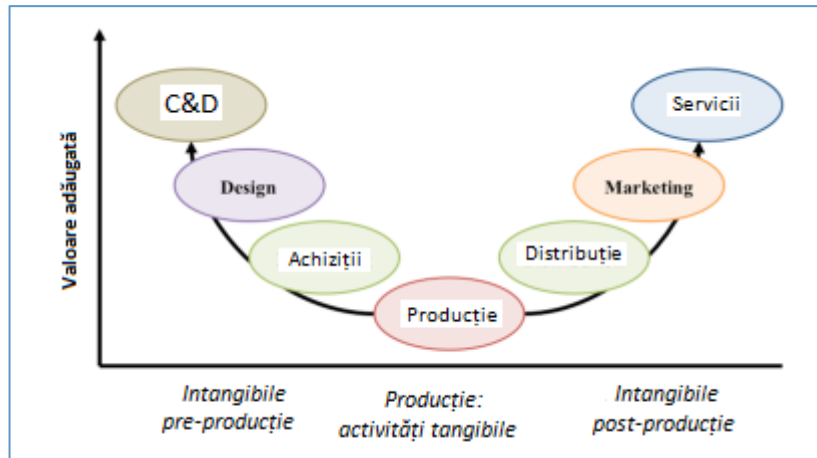 Valoare adăugată
C&D
Servicii
Design
Marketing
Achiziții
Distribuție
Producție
Intangibile
pre-producție
Producție:
activități tangibile
Intangibile
post-producție